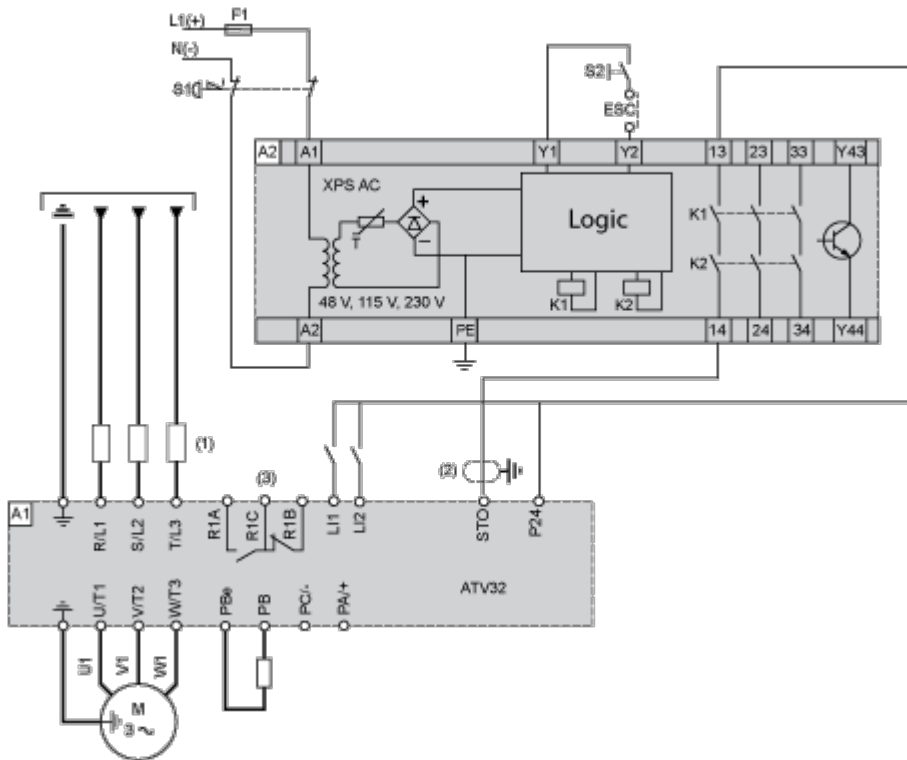 L1(+) F1
N(-)
S1
S2
ESC
A2 A1 Y1 Y2 13 23 33 Y43
XPS AC
+
Logic
K1
T
−
K2
48 V, 115 V, 230 V
K1 K2
A2 PE 14 24 34 Y44
(1)
(2)
(3)
A1
R/L1 S/L2 T/L3 R1A R1C R1B LI1 LI2 STO P24
ATV32
U/T1 V/T2 W/T3 PBe PB PC/- PA/+
U1 V1 W1
M
3 ~